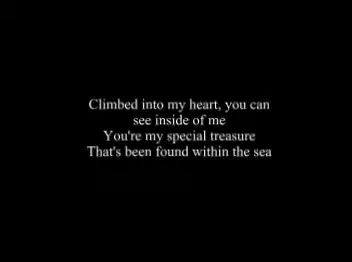 Climbed into my heart, you can
see inside of me
You're my special treasure
That's been found within the sea